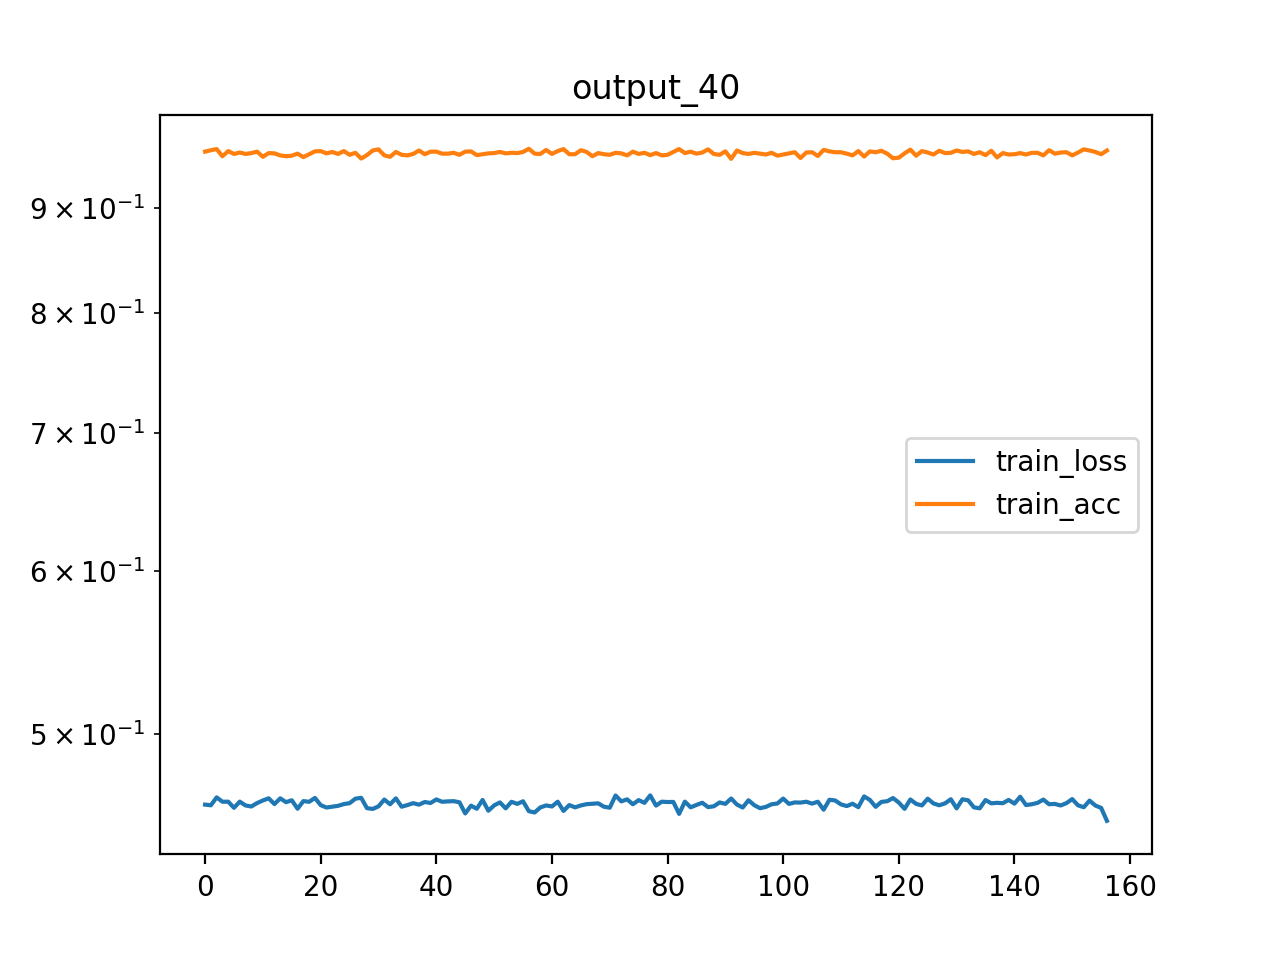 output_40
9 × 10⁻¹
8 × 10⁻¹
7 × 10⁻¹
6 × 10⁻¹
5 × 10⁻¹
train_loss
train_acc
0 20 40 60 80 100 120 140 160